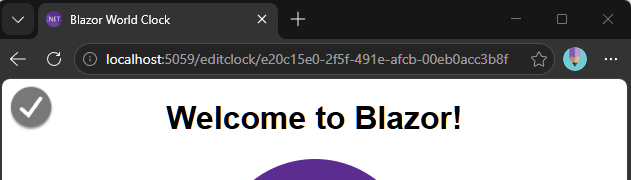 .NET Blazor World Clock
localhost:5059/editclock/e20c15e0-2f5f-491e-afcb-00eb0acc3b8f
Welcome to Blazor!